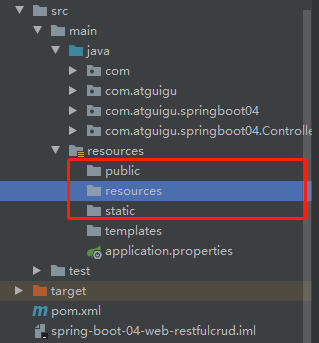 src
main
java
com
com.atguigu
com.atguigu.springboot04
com.atguigu.springboot04.Controlle
resources
public
resources
static
templates
application.properties
test
target
pom.xml
spring-boot-04-web-restfulcrud.iml